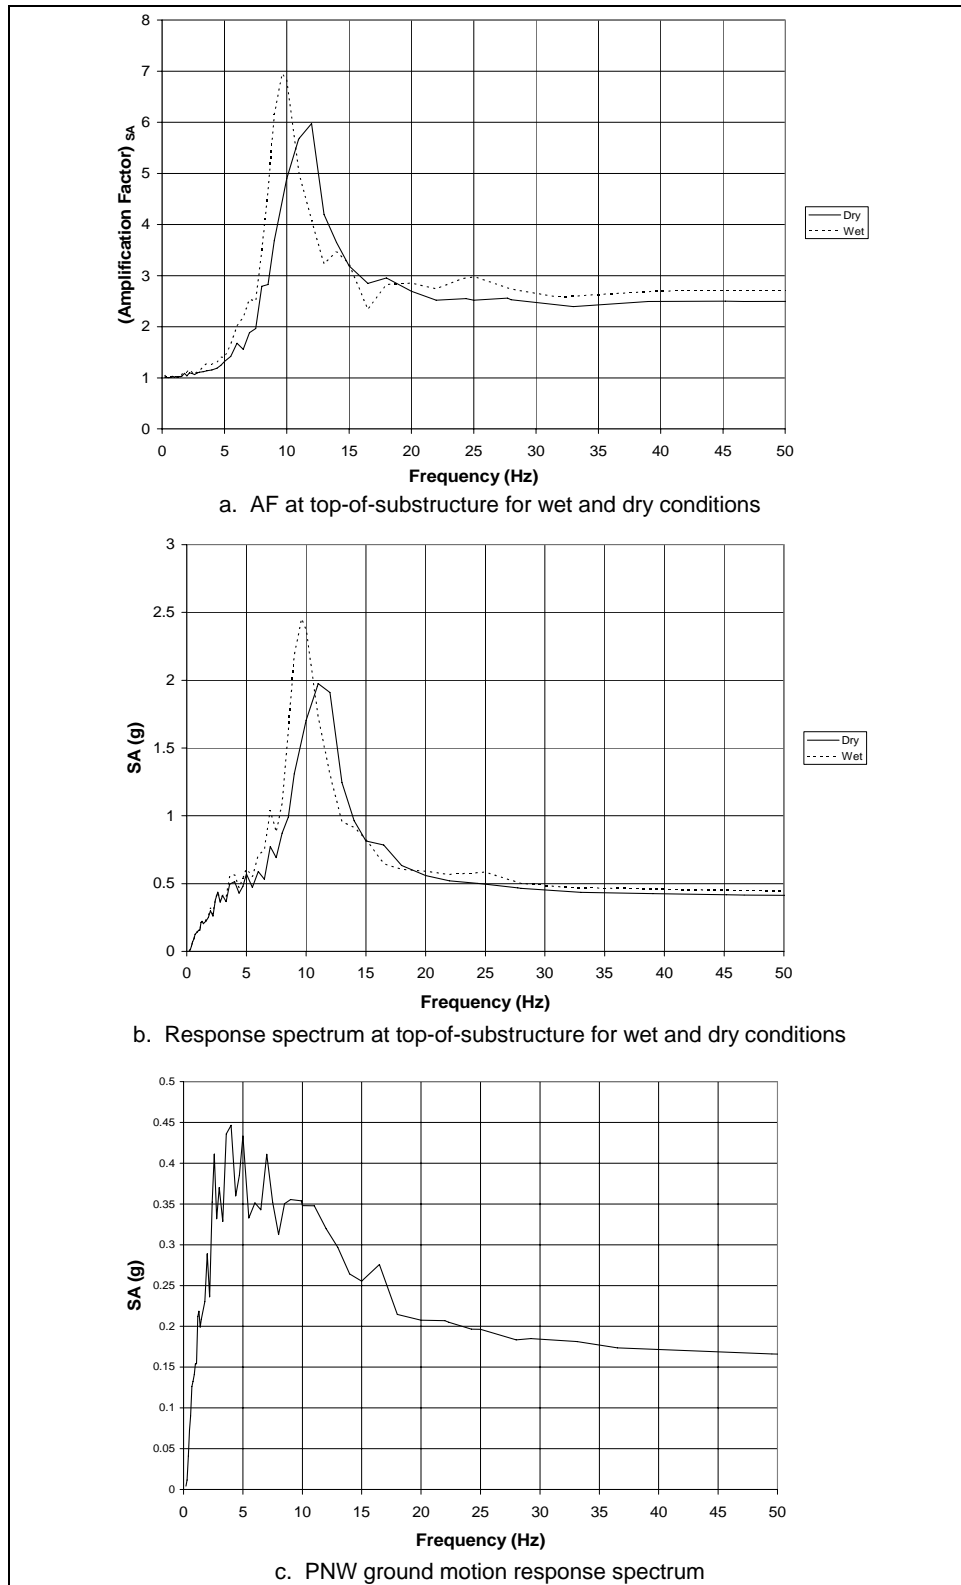 8
7
6
5
4
3
2
1
0
(Amplification Factor) SA
0 5 10 15 20 25 30 35 40 45 50
Frequency (Hz)
Dry
Wet
a. AF at top-of-substructure for wet and dry conditions
3
2.5
2
1.5
1
0.5
0
SA (g)
0 5 10 15 20 25 30 35 40 45 50
Frequency (Hz)
Dry
Wet
b. Response spectrum at top-of-substructure for wet and dry conditions
0.5
0.45
0.4
0.35
0.3
0.25
0.2
0.15
0.1
0.05
0
SA (g)
0 5 10 15 20 25 30 35 40 45 50
Frequency (Hz)
c. PNW ground motion response spectrum